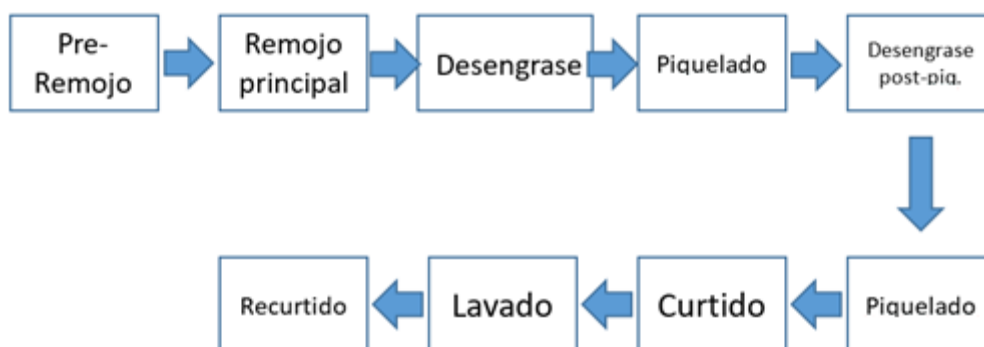 Pre-
Remojo
Remojo
principal
Desengrase
Piquelado
Desengrase
post-piq.
Piquelado
Curtido
Lavado
Recurtido